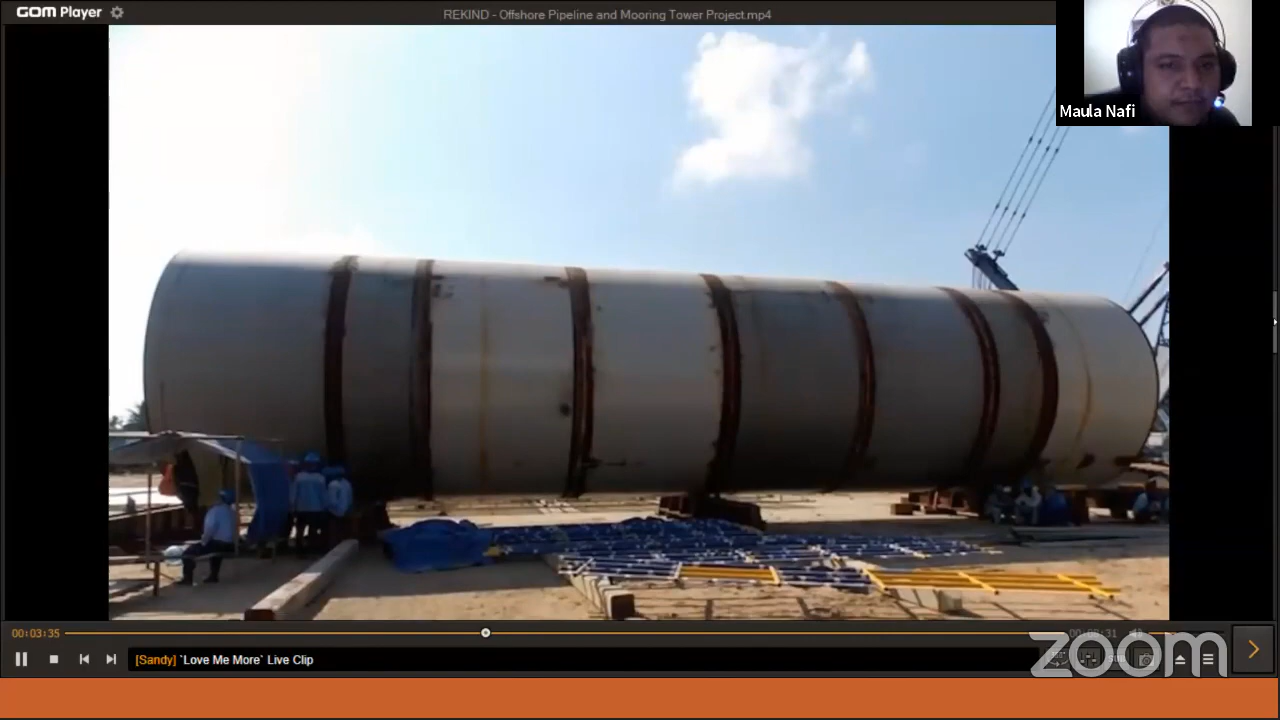 GOM Player
REKIND - Offshore Pipeline and Mooring Tower Project.mp4
Maula Nafi
00:03:35
[Sandy] `Love Me More` Live Clip
zoom